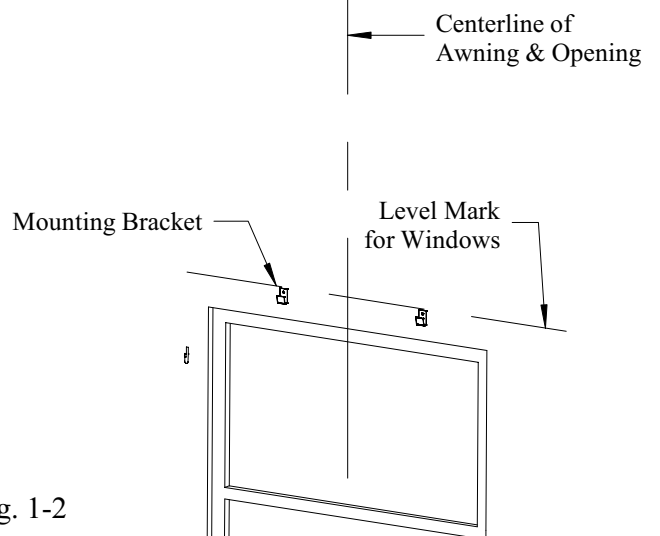 Centerline of
Awning & Opening
Mounting Bracket
Level Mark
for Windows
g. 1-2